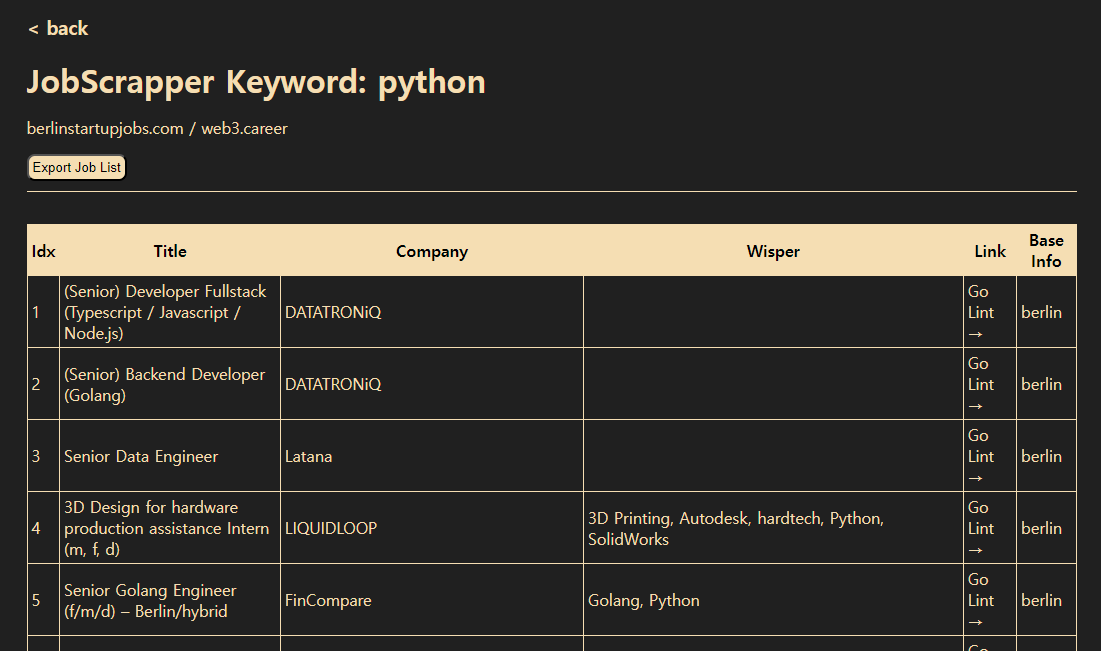 < back
JobScrapper Keyword: python
berlinstartupjobs.com / web3.career
Export Job List
Idx Title Company Wisper Link Base Info
1 (Senior) Developer Fullstack (Typescript / Javascript / Node.js) DATATRONiQ Go Lint → berlin
2 (Senior) Backend Developer (Golang) DATATRONiQ Go Lint → berlin
3 Senior Data Engineer Latana Go Lint → berlin
4 3D Design for hardware production assistance Intern (m, f, d) LIQUIDLOOP 3D Printing, Autodesk, hardtech, Python, SolidWorks Go Lint → berlin
5 Senior Golang Engineer (f/m/d) – Berlin/hybrid FinCompare Golang, Python Go Lint → berlin